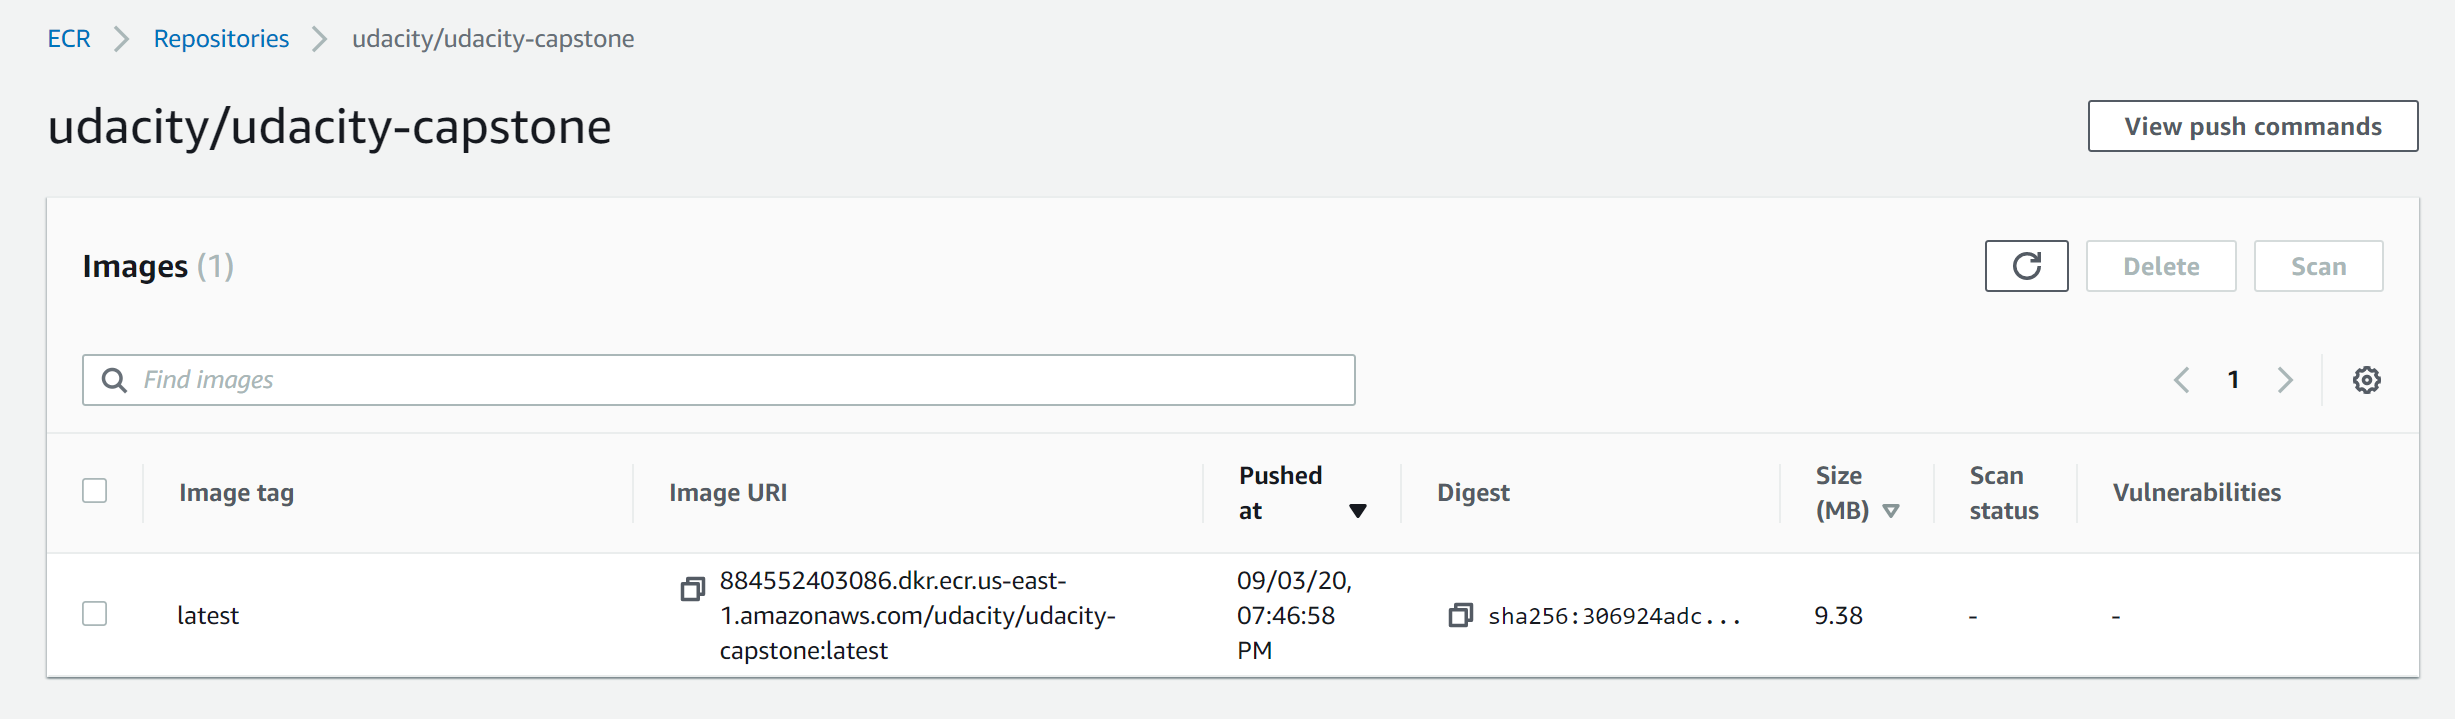 ECR > Repositories > udacity/udacity-capstone
udacity/udacity-capstone
View push commands
Images (1)
Delete
Scan
Find images
1
Image tag
Image URI
Pushed
at
Digest
Size
(MB)
Scan
status
Vulnerabilities
latest
884552403086.dkr.ecr.us-east-
1.amazonaws.com/udacity/udacity-
capstone:latest
09/03/20,
07:46:58
PM
sha256:306924adc...
9.38
-
-